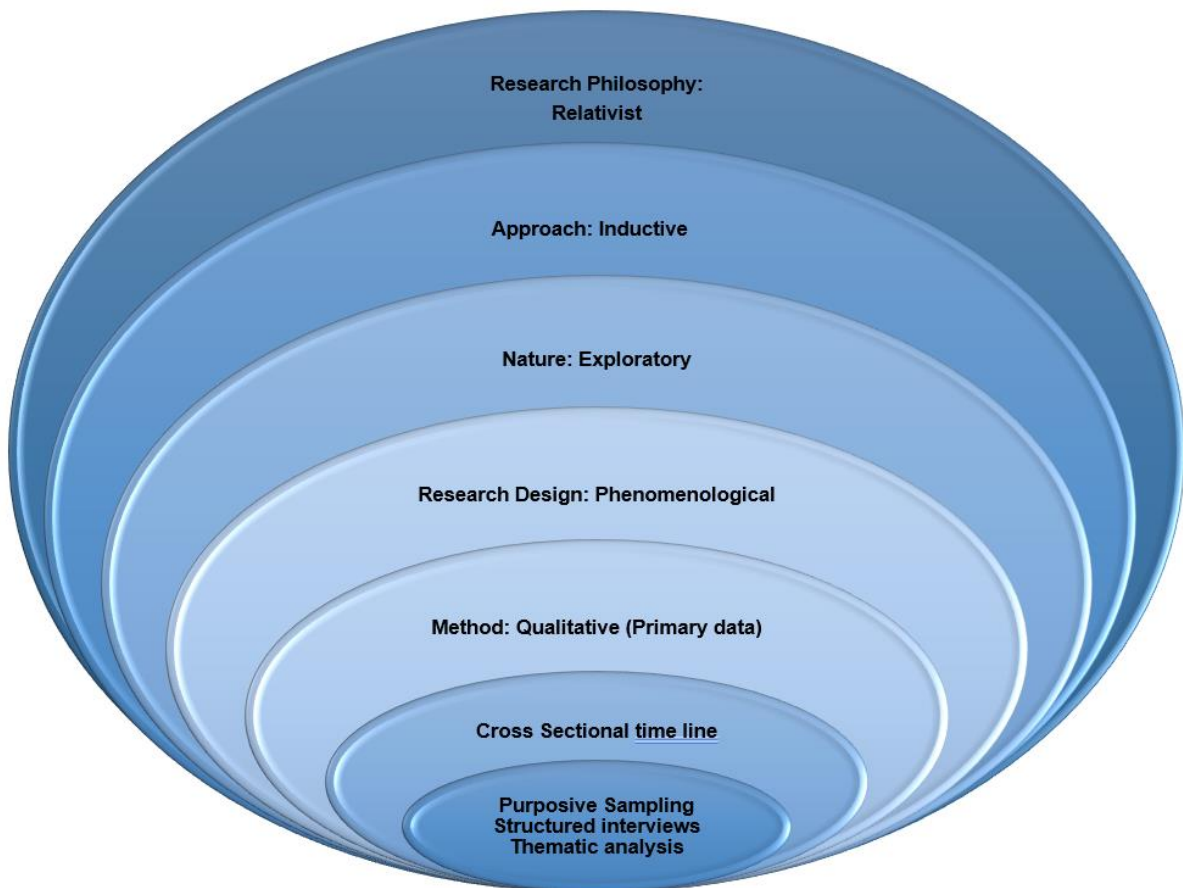 Research Philosophy:
Relativist
Approach: Inductive
Nature: Exploratory
Research Design: Phenomenological
Method: Qualitative (Primary data)
Cross Sectional time line
Purposive Sampling
Structured interviews
Thematic analysis